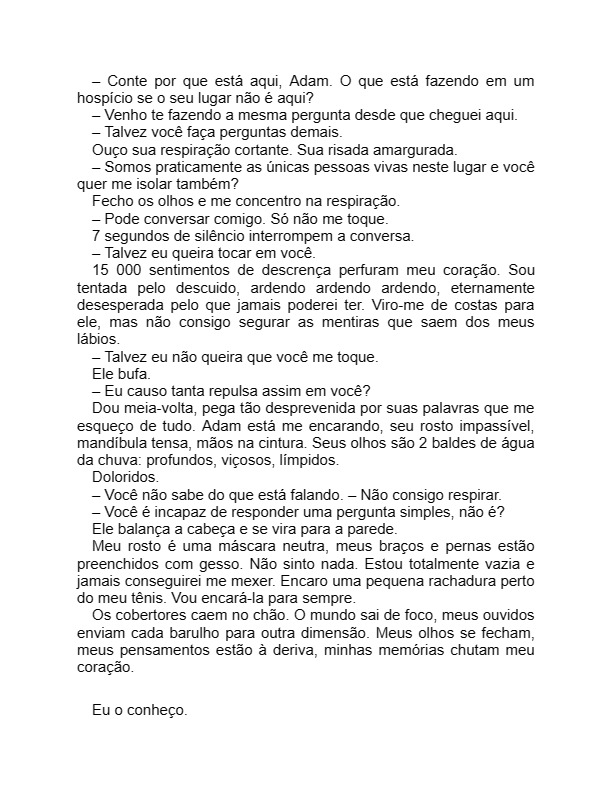 – Conte por que está aqui, Adam. O que está fazendo em um
hospício se o seu lugar não é aqui?
– Venho te fazendo a mesma pergunta desde que cheguei aqui.
– Talvez você faça perguntas demais.
Ouço sua respiração cortante. Sua risada amargurada.
– Somos praticamente as únicas pessoas vivas neste lugar e você
quer me isolar também?
Fecho os olhos e me concentro na respiração.
– Pode conversar comigo. Só não me toque.
7 segundos de silêncio interrompem a conversa.
– Talvez eu queira tocar em você.
15 000 sentimentos de descrença perfuram meu coração. Sou
tentada pelo descuido, ardendo ardendo ardendo, eternamente
desesperada pelo que jamais poderei ter. Viro-me de costas para
ele, mas não consigo segurar as mentiras que saem dos meus
lábios.
– Talvez eu não queira que você me toque.
Ele bufa.
– Eu causo tanta repulsa assim em você?
Dou meia-volta, pega tão desprevenida por suas palavras que me
esqueço de tudo. Adam está me encarando, seu rosto impassível,
mandíbula tensa, mãos na cintura. Seus olhos são 2 baldes de água
da chuva: profundos, viçosos, límpidos.
Doloridos.
– Você não sabe do que está falando. – Não consigo respirar.
– Você é incapaz de responder uma pergunta simples, não é?
Ele balança a cabeça e se vira para a parede.
Meu rosto é uma máscara neutra, meus braços e pernas estão
preenchidos com gesso. Não sinto nada. Estou totalmente vazia e
jamais conseguirei me mexer. Encaro uma pequena rachadura perto
do meu tênis. Vou encará-la para sempre.
Os cobertores caem no chão. O mundo sai de foco, meus ouvidos
enviam cada barulho para outra dimensão. Meus olhos se fecham,
meus pensamentos estão à deriva, minhas memórias chutam meu
coração.
Eu o conheço.